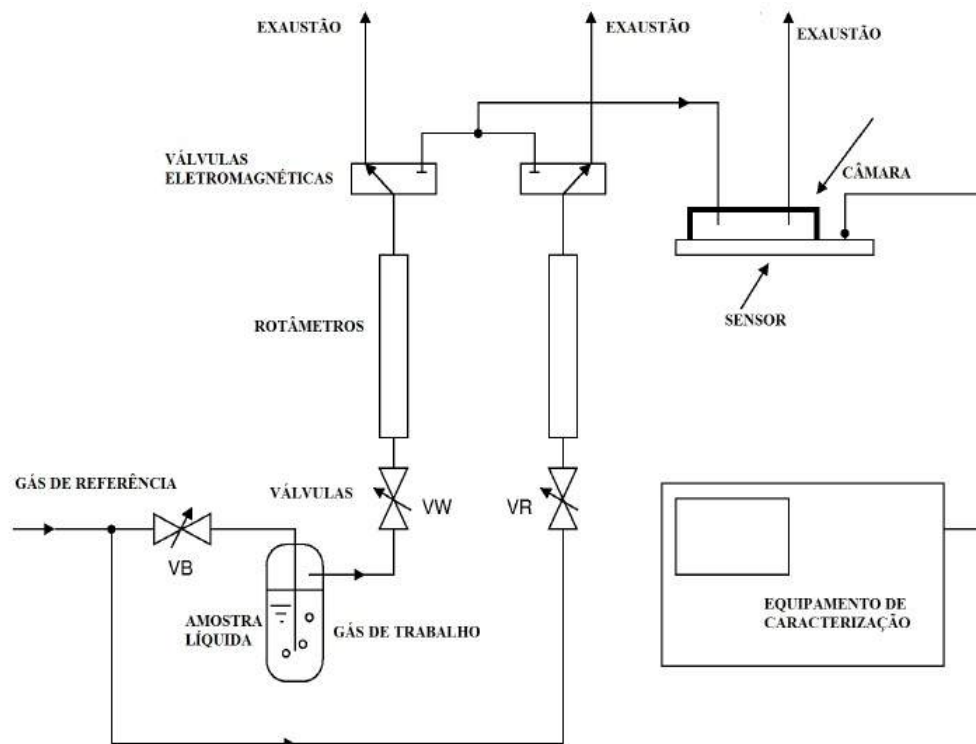 EXAUSTÃO
EXAUSTÃO
EXAUSTÃO
VÁLVULAS
ELETROMAGNÉTICAS
CÂMARA
ROTÂMETROS
SENSOR
GÁS DE REFERÊNCIA
VÁLVULAS
VW
VR
VB
AMOSTRA
LÍQUIDA
GÁS DE TRABALHO
EQUIPAMENTO DE
CARACTERIZAÇÃO